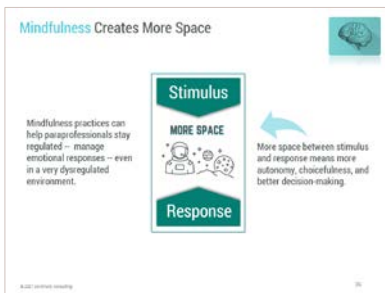 Mindfulness Creates More Space
Stimulus
Mindfulness practices can
help paraprofessionals stay
regulated – manage
emotional responses – even
in a very dysregulated
environment.
MORE SPACE
More space between stimulus
and response means more
autonomy, choicefulness, and
better decision-making.
Response